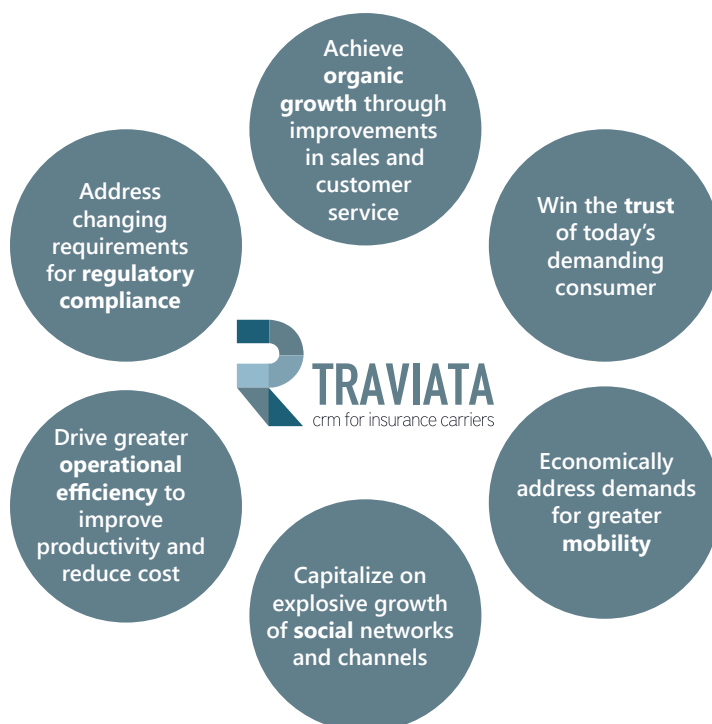 Achieve
organic
growth through
improvements
in sales and
customer
service
Win the trust
of today’s
demanding
consumer
Economically
address demands
for greater
mobility
Capitalize on
explosive growth
of social networks
and channels
Drive greater
operational
efficiency to
improve
productivity and
reduce cost
Address
changing
requirements
for regulatory
compliance
R TRAVIATA
crm for insurance carriers